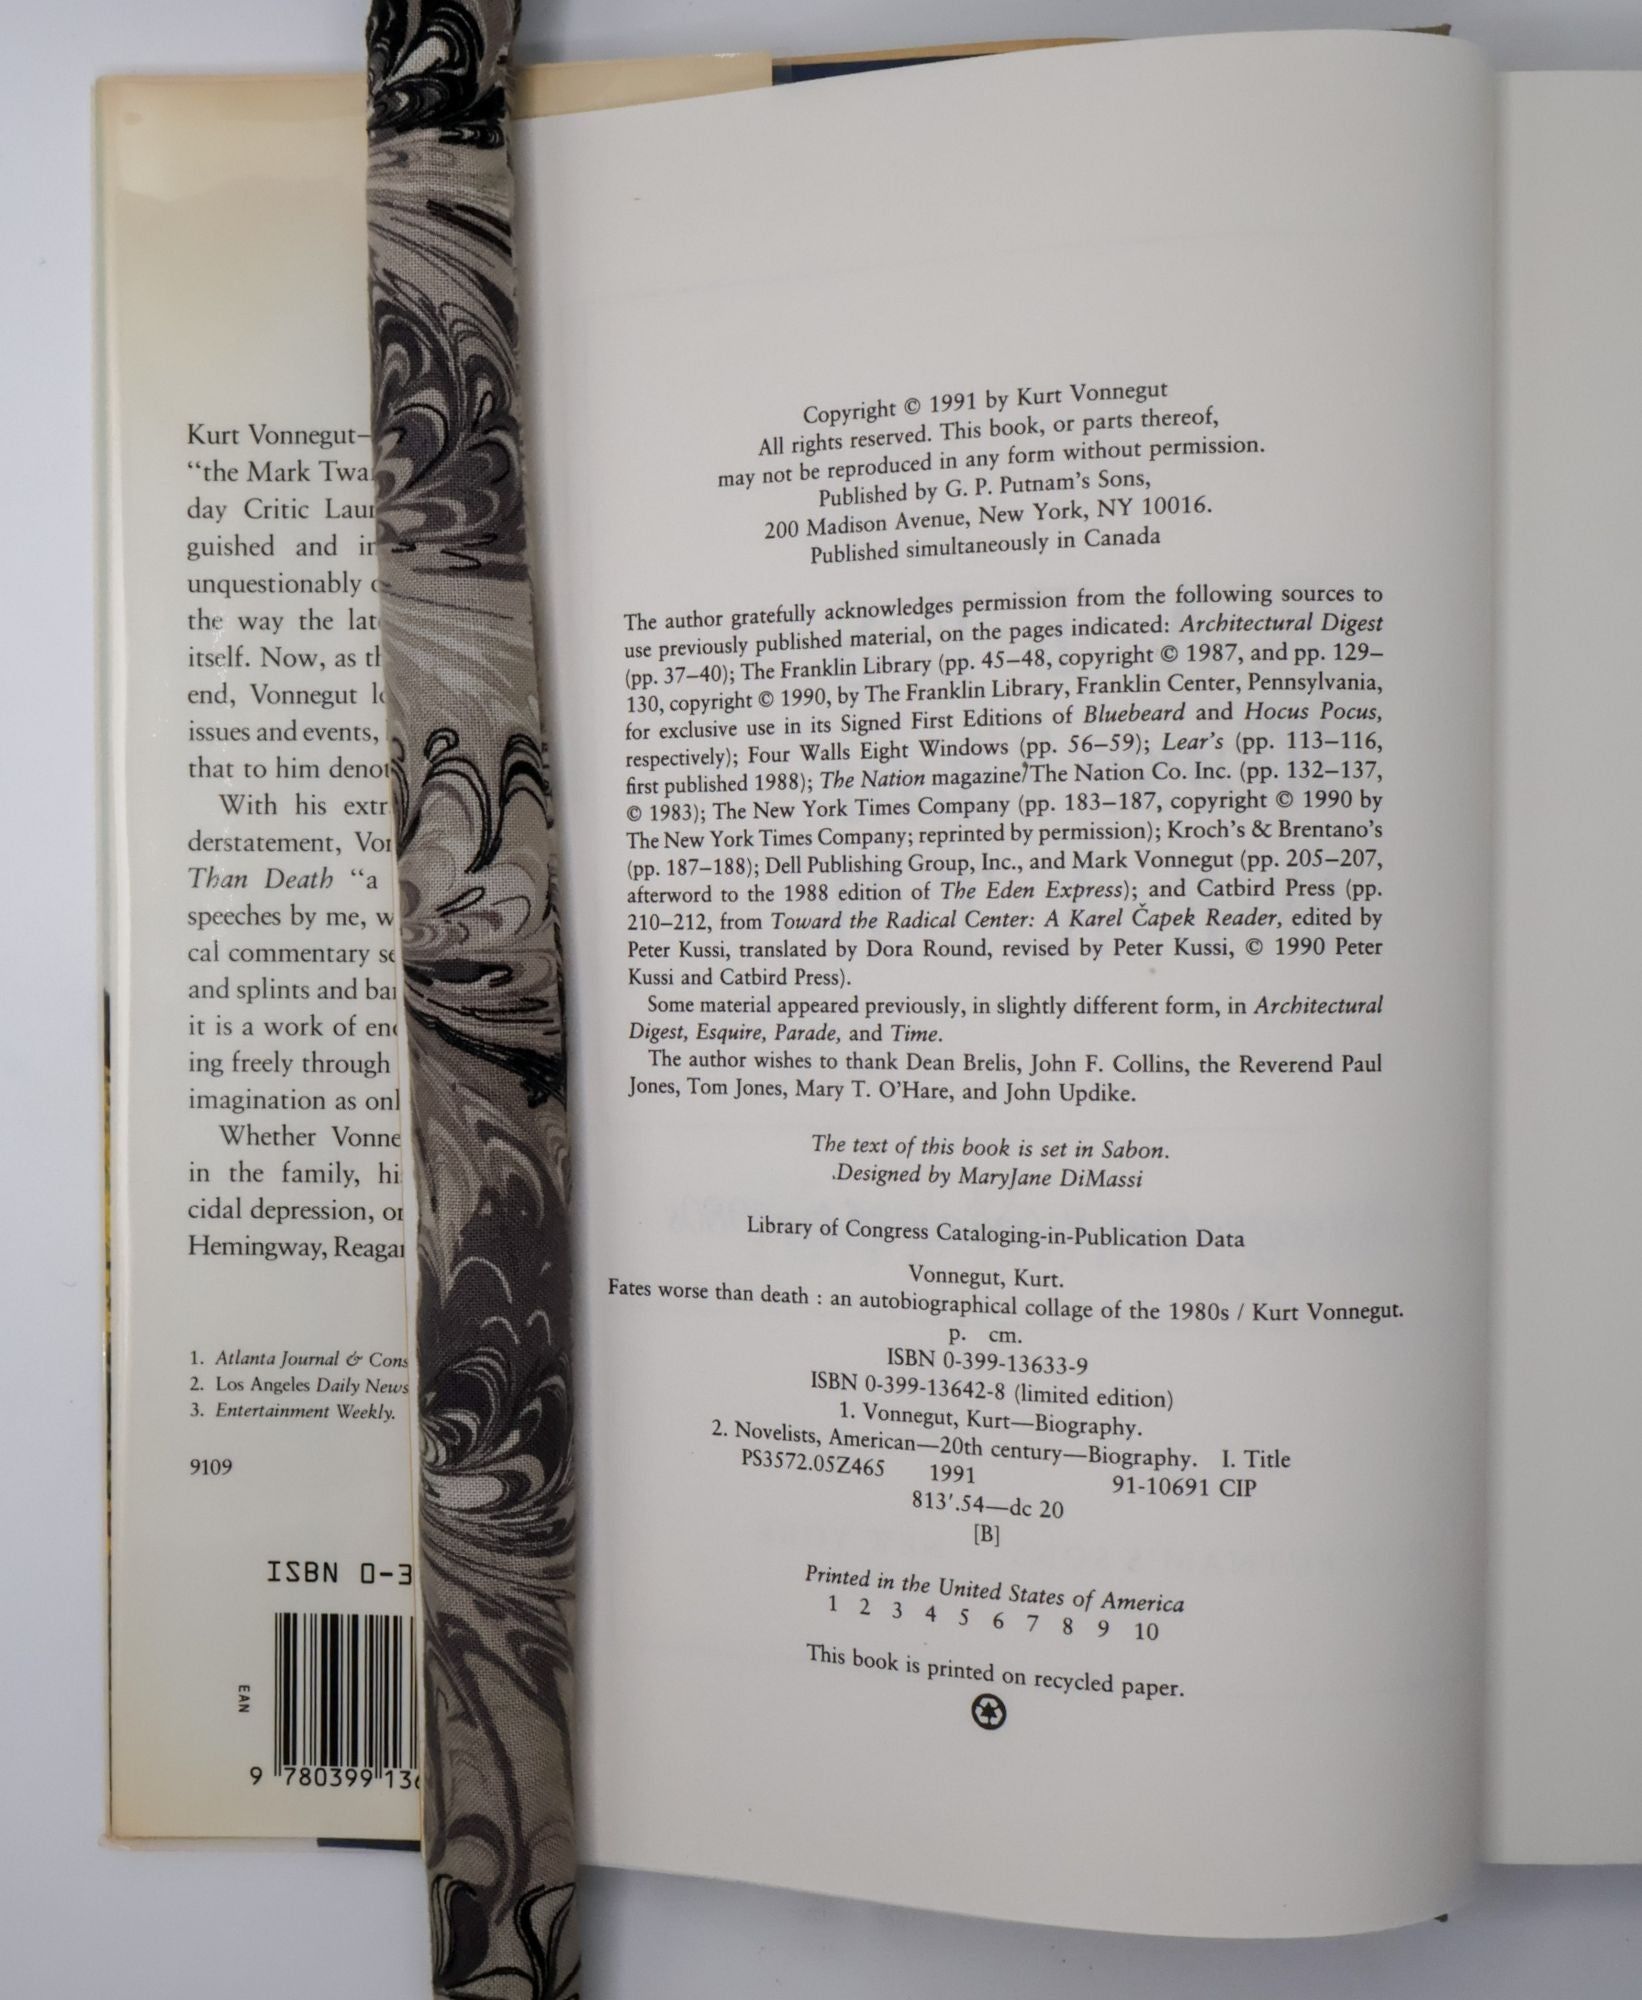 Kurt Vonnegut—
“the Mark Twa
day Critic Laur
guished and in
unquestionably
the way the lat
itself. Now, as th
end, Vonnegut lo
issues and events,
that to him denot
With his extr
derstatement, Vor
Than Death “a
speeches by me, w
cal commentary se
and splints and bar
it is a work of enc
ing freely through
imagination as onl
Whether Vonne
in the family, hi
cidal depression, or
Hemingway, Reagar
1. Atlanta Journal & Cons
2. Los Angeles Daily News
3. Entertainment Weekly.
9109
ISBN 0-3
EAN
9 780399 136
Copyright © 1991 by Kurt Vonnegut
All rights reserved. This book, or parts thereof,
may not be reproduced in any form without permission.
Published by G. P. Putnam’s Sons,
200 Madison Avenue, New York, NY 10016.
Published simultaneously in Canada
The author gratefully acknowledges permission from the following sources to
use previously published material, on the pages indicated: Architectural Digest
(pp. 37–40); The Franklin Library (pp. 45–48, copyright © 1987, and pp. 129–
130, copyright © 1990, by The Franklin Library, Franklin Center, Pennsylvania,
for exclusive use in its Signed First Editions of Bluebeard and Hocus Pocus,
respectively); Four Walls Eight Windows (pp. 56–59); Lear’s (pp. 113–116,
first published 1988); The Nation magazine/The Nation Co. Inc. (pp. 132–137,
© 1983); The New York Times Company (pp. 183–187, copyright © 1990 by
The New York Times Company; reprinted by permission); Kroch’s & Brentano’s
(pp. 187–188); Dell Publishing Group, Inc., and Mark Vonnegut (pp. 205–207,
afterword to the 1988 edition of The Eden Express); and Catbird Press (pp.
210–212, from Toward the Radical Center: A Karel Čapek Reader, edited by
Peter Kussi, translated by Dora Round, revised by Peter Kussi, © 1990 Peter
Kussi and Catbird Press).
Some material appeared previously, in slightly different form, in Architectural
Digest, Esquire, Parade, and Time.
The author wishes to thank Dean Brelis, John F. Collins, the Reverend Paul
Jones, Tom Jones, Mary T. O’Hare, and John Updike.
The text of this book is set in Sabon.
Designed by MaryJane DiMassi
Library of Congress Cataloging-in-Publication Data
Vonnegut, Kurt.
Fates worse than death : an autobiographical collage of the 1980s / Kurt Vonnegut.
p. cm.
ISBN 0-399-13633-9
ISBN 0-399-13642-8 (limited edition)
1. Vonnegut, Kurt—Biography.
2. Novelists, American—20th century—Biography. I. Title
PS3572.05Z465 1991 91-10691 CIP
813′.54—dc 20
[B]
Printed in the United States of America
1 2 3 4 5 6 7 8 9 10
This book is printed on recycled paper.